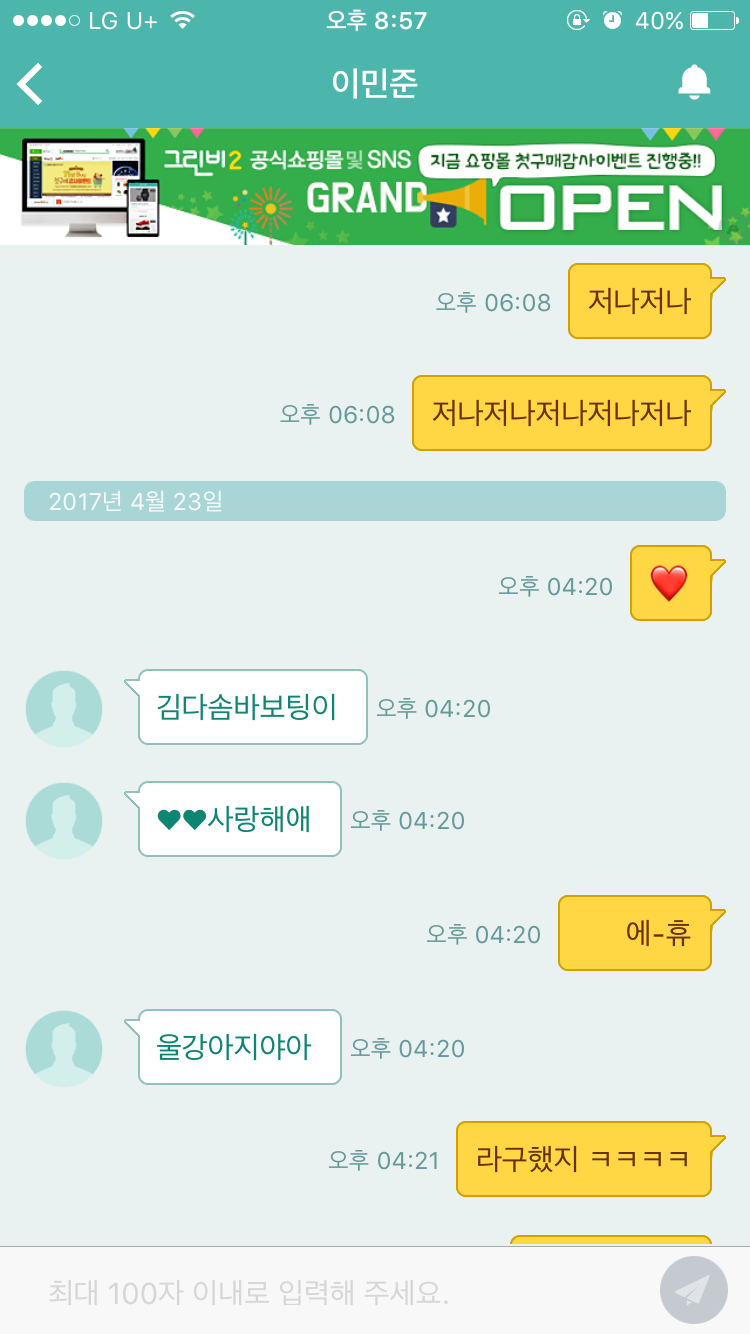 LG U+ 오후 8:57 40%
이민준
그린비2 공식쇼핑몰및 SNS 지금 쇼핑몰 첫구매감사이벤트 진행중!!
GRAND OPEN
오후 06:08 저나저나
오후 06:08 저나저나저나저나저나
2017년 4월 23일
오후 04:20 ❤️
김다솜바보팅이 오후 04:20
♥♥사랑해애 오후 04:20
오후 04:20 에-휴
울강아지야아 오후 04:20
오후 04:21 라구했지 ㅋㅋㅋㅋ
최대 100자 이내로 입력해 주세요.